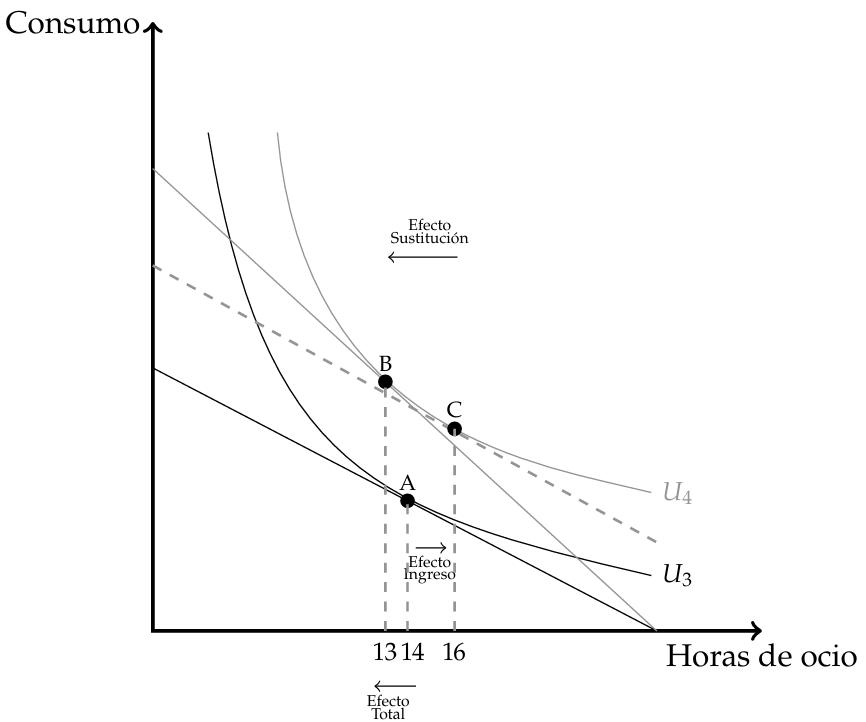 Consumo
Efecto
Sustitución
B
C
A
U4
U3
Efecto
Ingreso
13 14 16
Horas de ocio
Efecto
Total